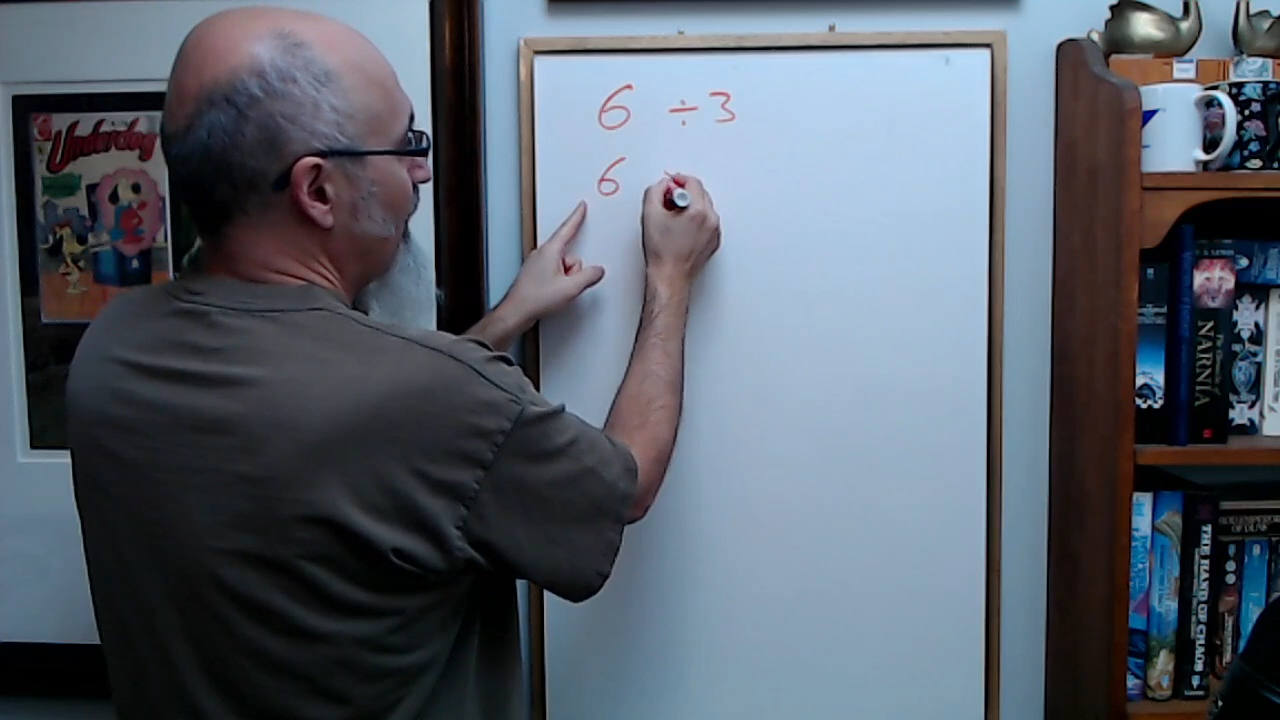 Underdog
6 ÷ 3
6
NARNIA
THE HAND OF CHAOS